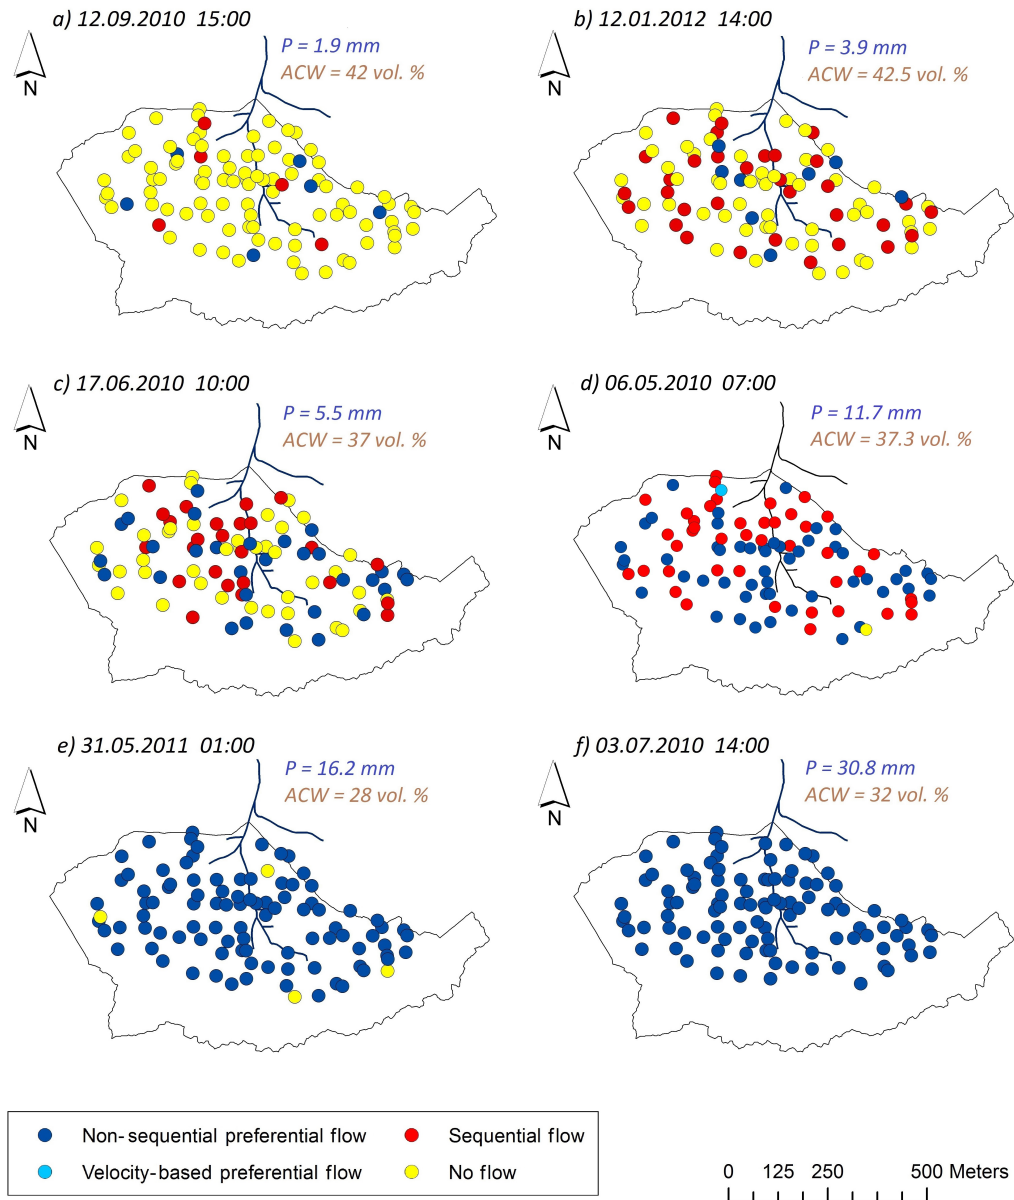 a) 12.09.2010 15:00
P = 1.9 mm
ACW = 42 vol. %
N
b) 12.01.2012 14:00
P = 3.9 mm
ACW = 42.5 vol. %
N
c) 17.06.2010 10:00
P = 5.5 mm
ACW = 37 vol. %
N
d) 06.05.2010 07:00
P = 11.7 mm
ACW = 37.3 vol. %
N
e) 31.05.2011 01:00
P = 16.2 mm
ACW = 28 vol. %
N
f) 03.07.2010 14:00
P = 30.8 mm
ACW = 32 vol. %
N
Non-sequential preferential flow
Sequential flow
Velocity-based preferential flow
No flow
0 125 250 500 Meters